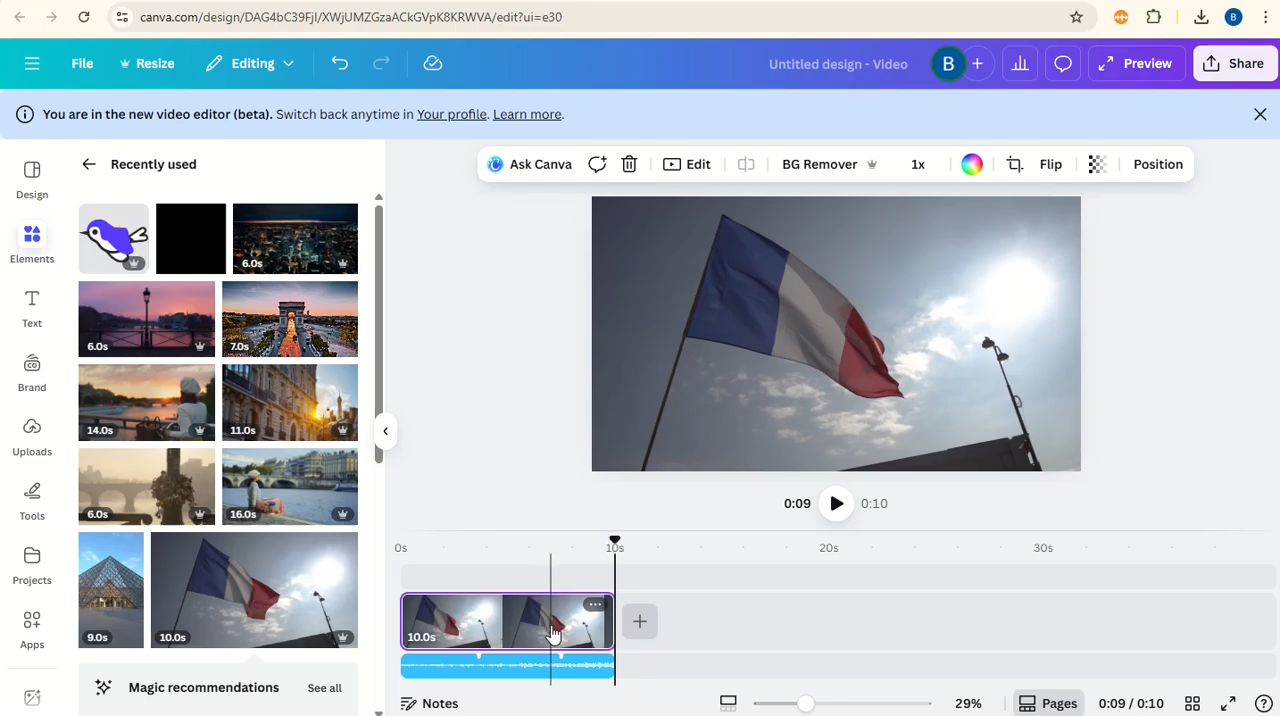 canva.com/design/DAG4bC39FjI/XWjUMZGzaACkGVpK8KRWVA/edit?ui=e30
B
File
Resize
Editing
Untitled design - Video
B
Preview
Share
You are in the new video editor (beta). Switch back anytime in Your profile. Learn more.
Design
Elements
Text
Brand
Uploads
Tools
Projects
Apps
Recently used
6.0s
6.0s
7.0s
14.0s
11.0s
6.0s
16.0s
9.0s
10.0s
Magic recommendations
See all
Ask Canva
Edit
BG Remover
1x
Flip
Position
0:09
0:10
0s
10s
20s
30s
10.0s
Notes
29%
Pages
0:09 / 0:10